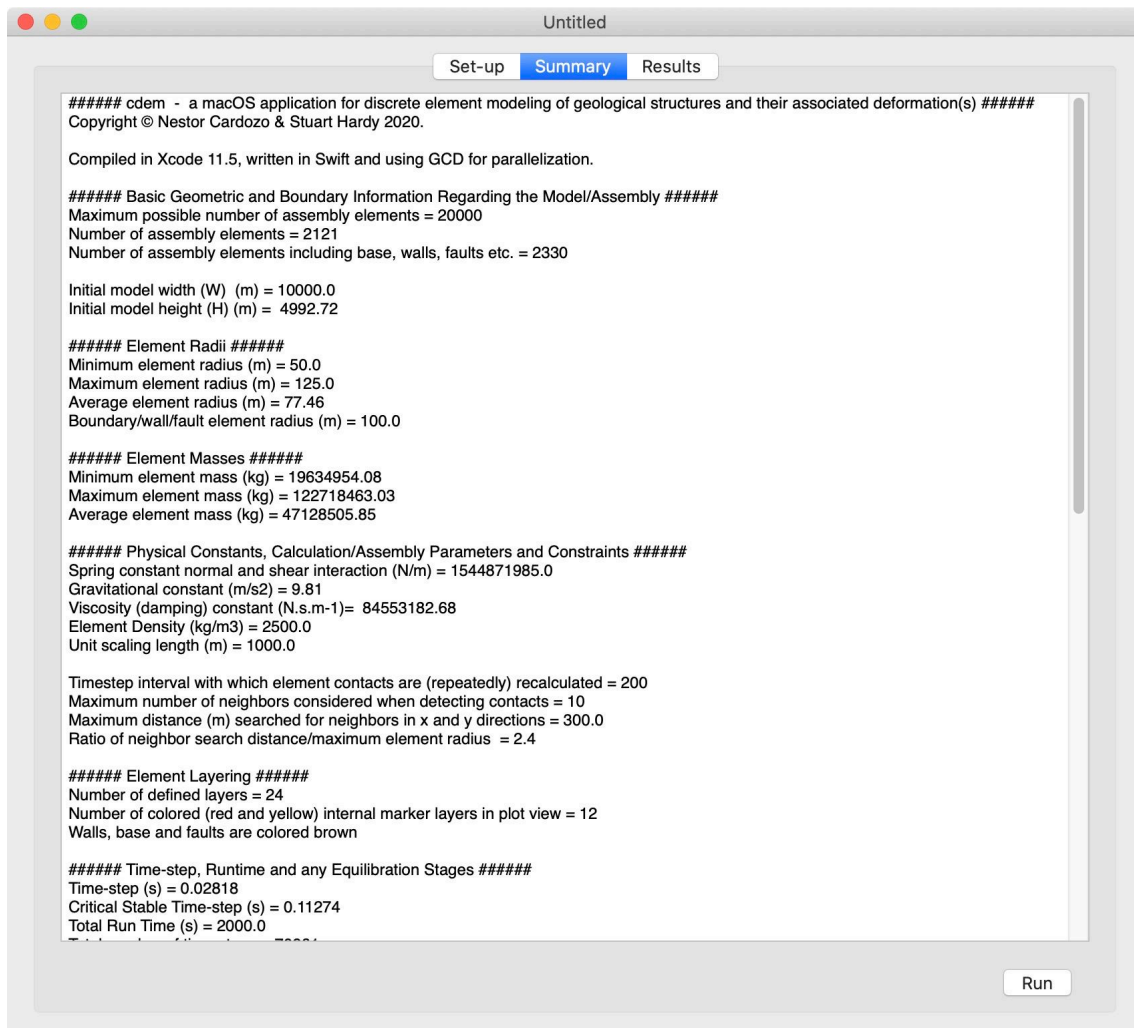 Untitled
Set-up Summary Results
###### cdem - a macOS application for discrete element modeling of geological structures and their associated deformation(s) ######
Copyright © Nestor Cardozo & Stuart Hardy 2020.
Compiled in Xcode 11.5, written in Swift and using GCD for parallelization.
###### Basic Geometric and Boundary Information Regarding the Model/Assembly ######
Maximum possible number of assembly elements = 20000
Number of assembly elements = 2121
Number of assembly elements including base, walls, faults etc. = 2330
Initial model width (W) (m) = 10000.0
Initial model height (H) (m) = 4992.72
###### Element Radii ######
Minimum element radius (m) = 50.0
Maximum element radius (m) = 125.0
Average element radius (m) = 77.46
Boundary/wall/fault element radius (m) = 100.0
###### Element Masses ######
Minimum element mass (kg) = 19634954.08
Maximum element mass (kg) = 122718463.03
Average element mass (kg) = 47128505.85
###### Physical Constants, Calculation/Assembly Parameters and Constraints ######
Spring constant normal and shear interaction (N/m) = 1544871985.0
Gravitational constant (m/s2) = 9.81
Viscosity (damping) constant (N.s.m-1)= 84553182.68
Element Density (kg/m3) = 2500.0
Unit scaling length (m) = 1000.0
Timestep interval with which element contacts are (repeatedly) recalculated = 200
Maximum number of neighbors considered when detecting contacts = 10
Maximum distance (m) searched for neighbors in x and y directions = 300.0
Ratio of neighbor search distance/maximum element radius = 2.4
###### Element Layering ######
Number of defined layers = 24
Number of colored (red and yellow) internal marker layers in plot view = 12
Walls, base and faults are colored brown
###### Time-step, Runtime and any Equilibration Stages ######
Time-step (s) = 0.02818
Critical Stable Time-step (s) = 0.11274
Total Run Time (s) = 2000.0
Run